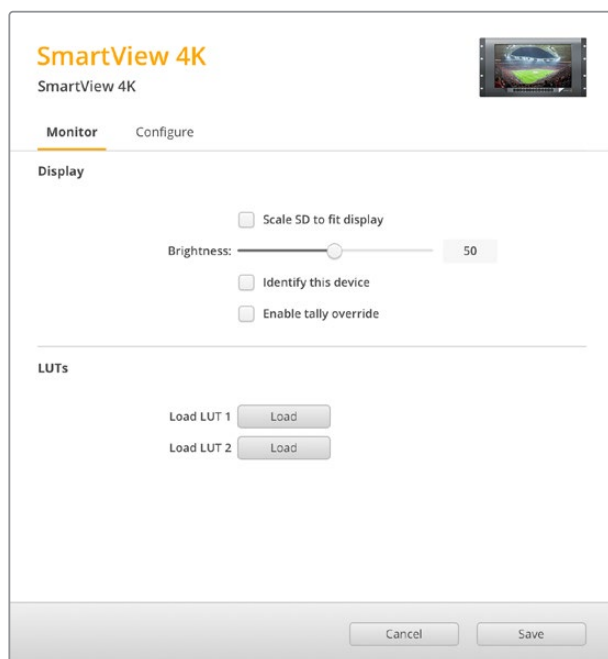 SmartView 4K
SmartView 4K
Monitor Configure
Display
Scale SD to fit display
Brightness: 50
Identify this device
Enable tally override
LUTs
Load LUT 1 Load
Load LUT 2 Load
Cancel Save